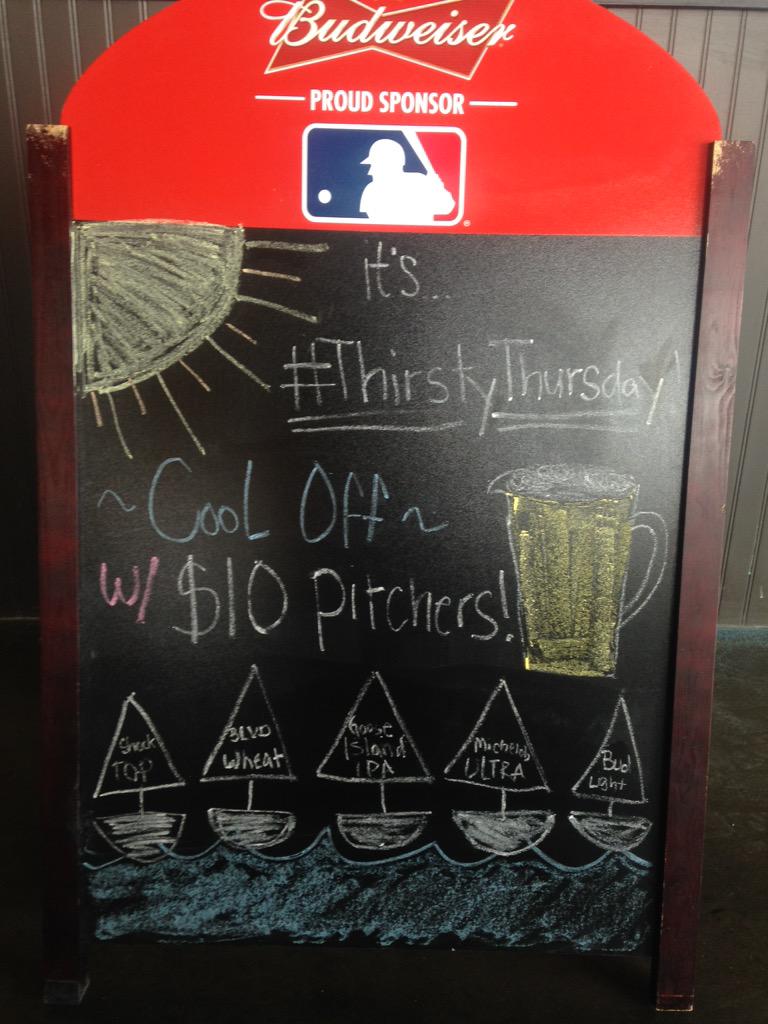 Budweiser
PROUD SPONSOR
it's...
#ThirstyThursday
~ Cool Off ~
w/ $10 Pitchers!
Shock
TOP
BLVD
Wheat
Goose
Island
IPA
Michelob
ULTRA
Bud
Light